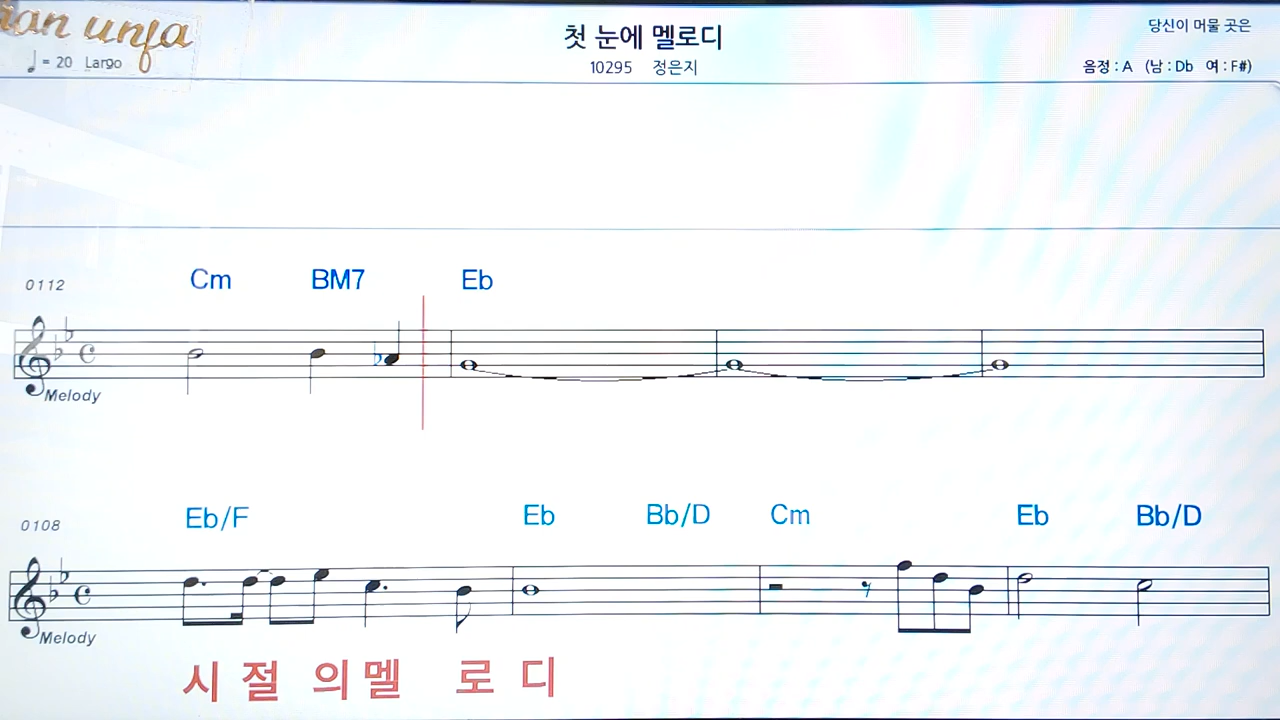 첫 눈에 멜로디
당신이 머물 곳은
♩= 20 Largo
10295 정은지
음정 : A (남 : Db 여 : F#)
0112 Cm BM7 Eb
Melody
0108 Eb/F Eb Bb/D Cm Eb Bb/D
Melody
시 절 의 멜 로 디